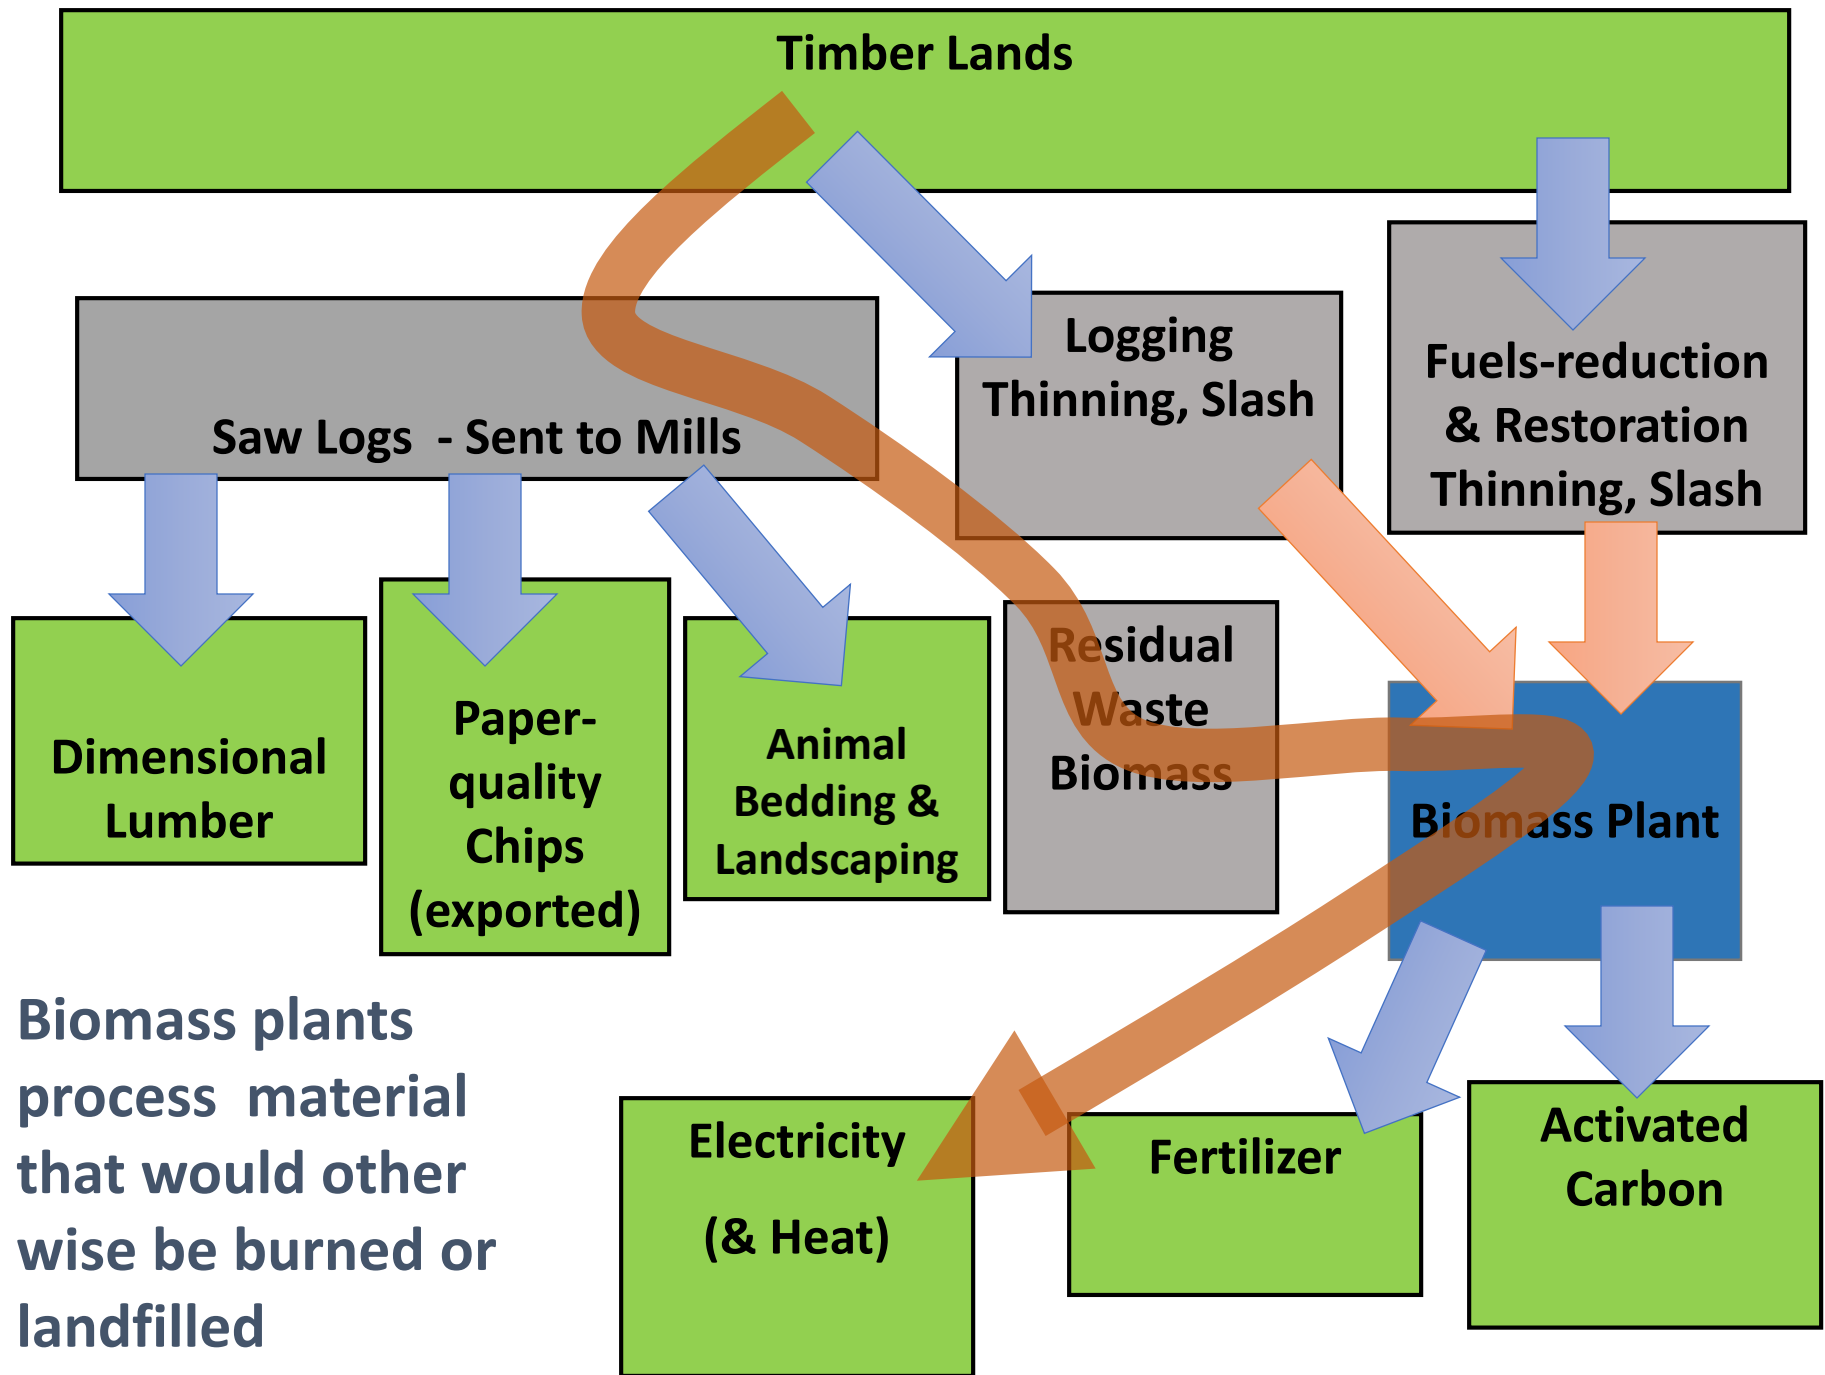 Timber Lands
Saw Logs  - Sent to Mills
Logging
Thinning, Slash
Fuels-reduction
& Restoration
Thinning, Slash
Dimensional
Lumber
Paper-
quality
Chips
(exported)
Animal
Bedding &
Landscaping
Residual
Waste
Biomass
Biomass Plant
Biomass plants
process  material
that would other
wise be burned or
landfilled
Electricity
(& Heat)
Fertilizer
Activated
Carbon